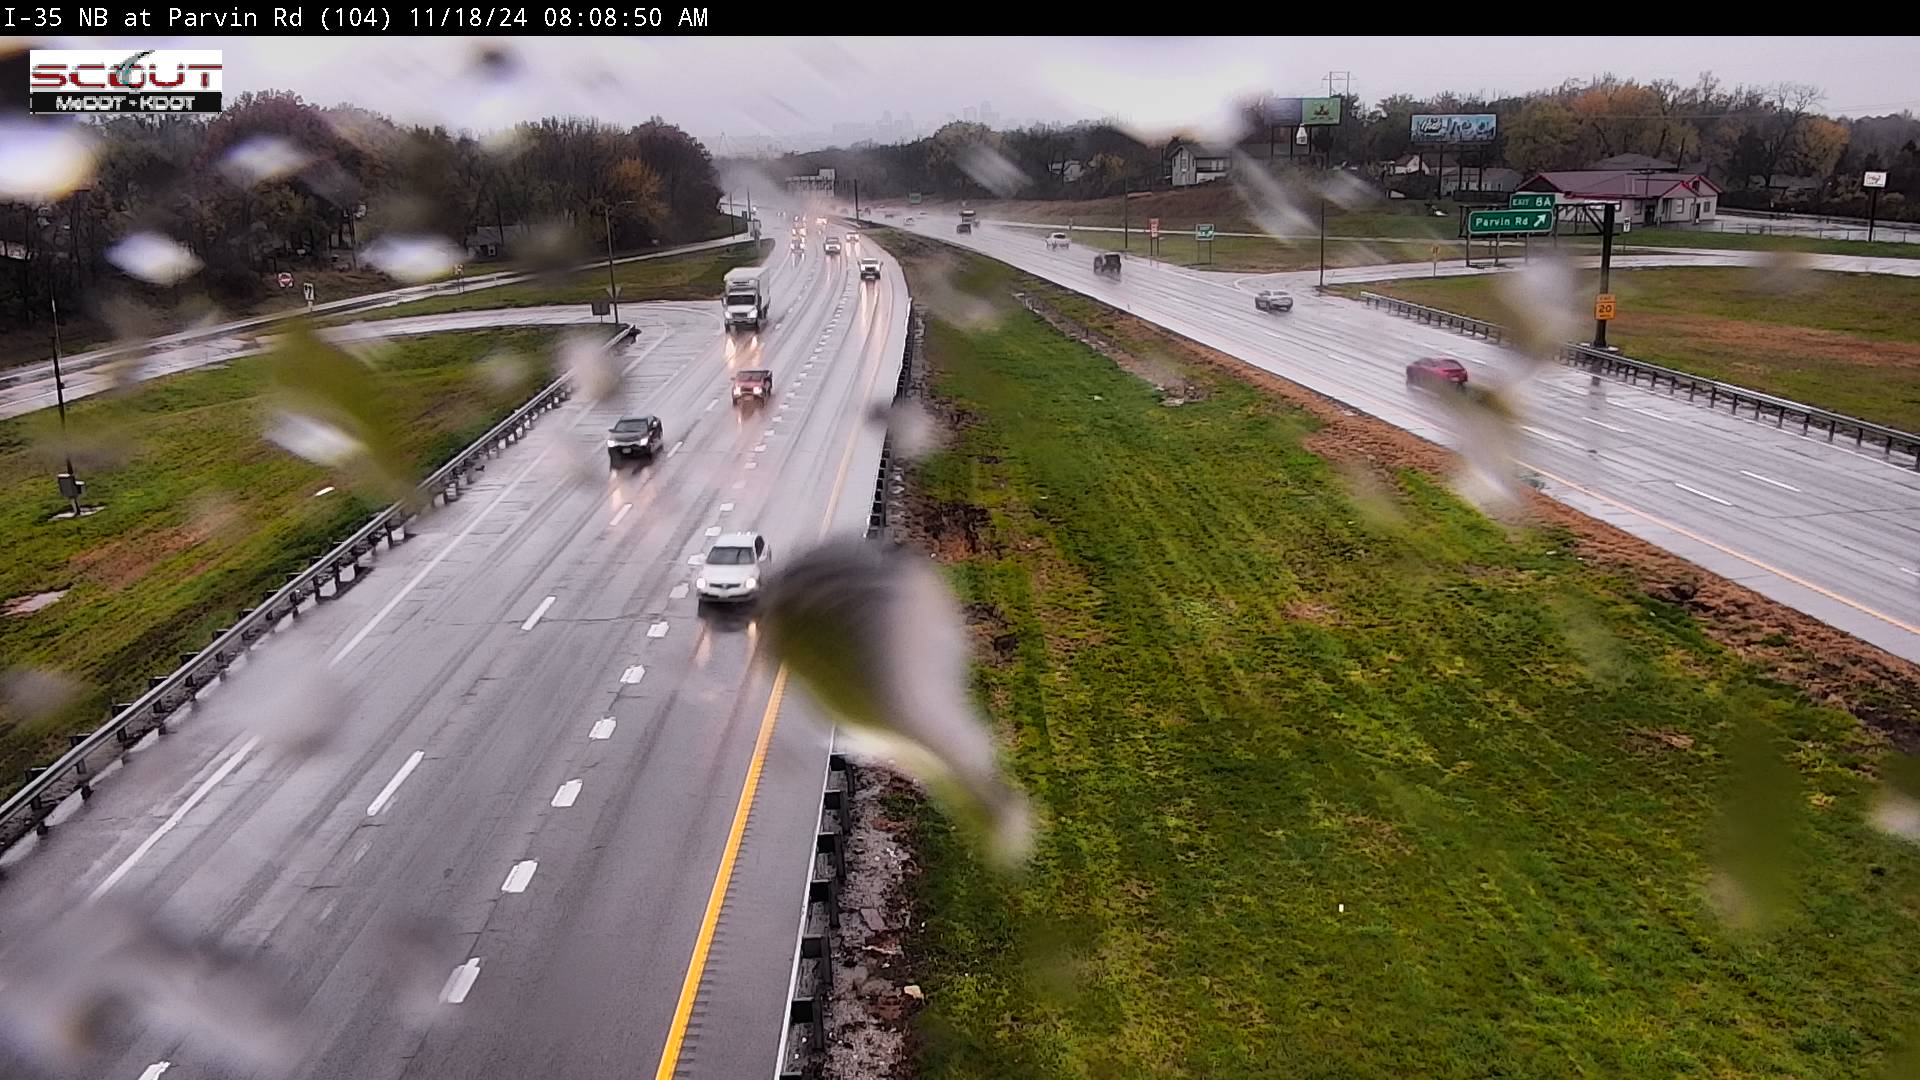 I-35 NB at Parvin Rd (104) 11/18/24 08:08:50 AM
SCOUT
MoDOT - KDOT
EXIT 8A
Parvin Rd
20